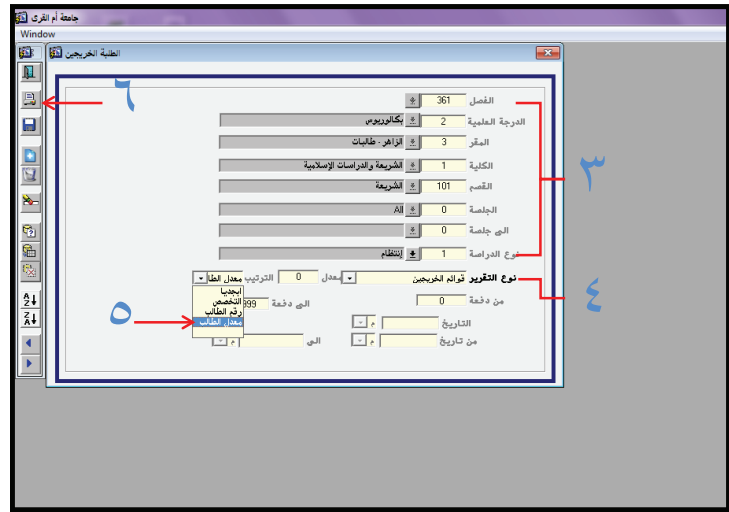 جامعة أم القرى
Window
الطلبة الخريجين
٦
الفصل 361
الدرجة العلمية 2 بكالوريوس
المقر 3 الزاهر - طالبات
٣
الكلية 1 الشريعة والدراسات الإسلامية
القسم 101 الشريعة
الجلسة 0 All
الى جلسة 0
نوع الدراسة 1 إنتظام
نوع التقرير قوائم الخريجين معدل 0 الترتيب معدل الطا
٤
ابجديا
من دفعة 0 الى دفعة 999
التخصص
رقم الطالب
٥
معدل الطالب
التاريخ م
من تاريخ م الى م